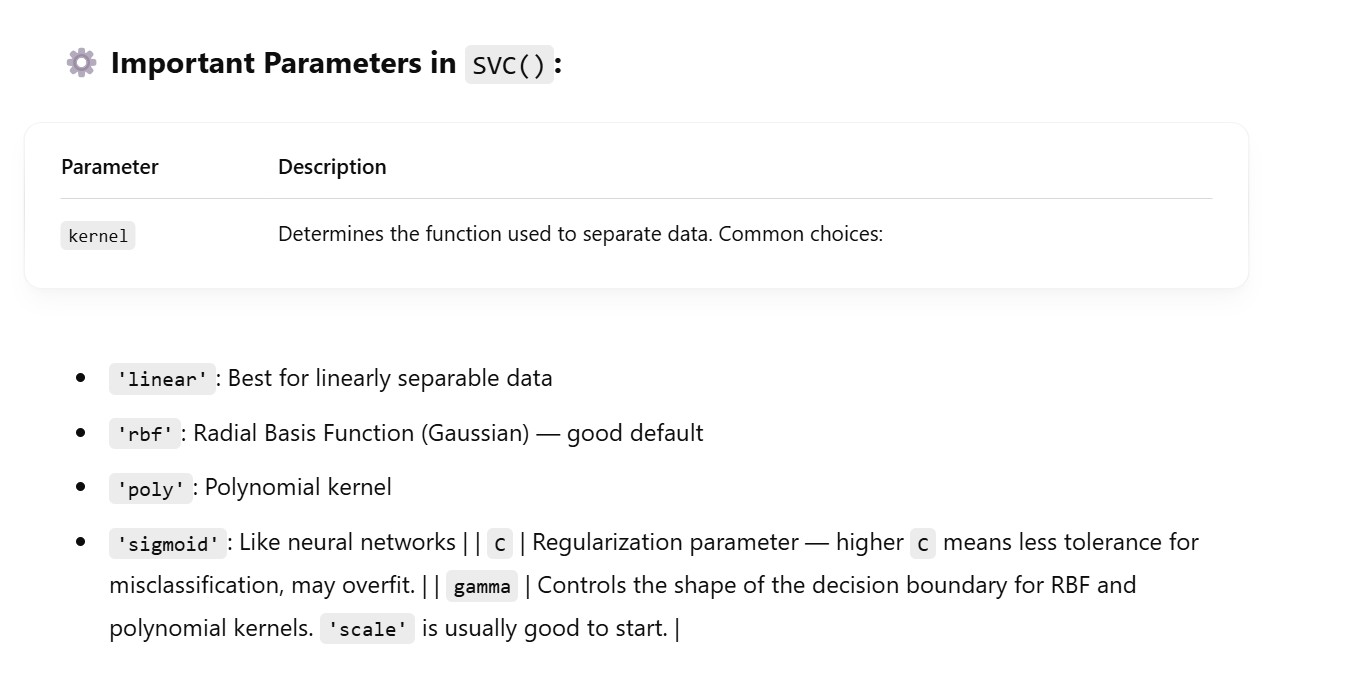 ⚙️ Important Parameters in SVC():
Parameter Description
kernel Determines the function used to separate data. Common choices:
• 'linear': Best for linearly separable data
• 'rbf': Radial Basis Function (Gaussian) — good default
• 'poly': Polynomial kernel
• 'sigmoid': Like neural networks | | C | Regularization parameter — higher C means less tolerance for
misclassification, may overfit. | | gamma | Controls the shape of the decision boundary for RBF and
polynomial kernels. 'scale' is usually good to start. |